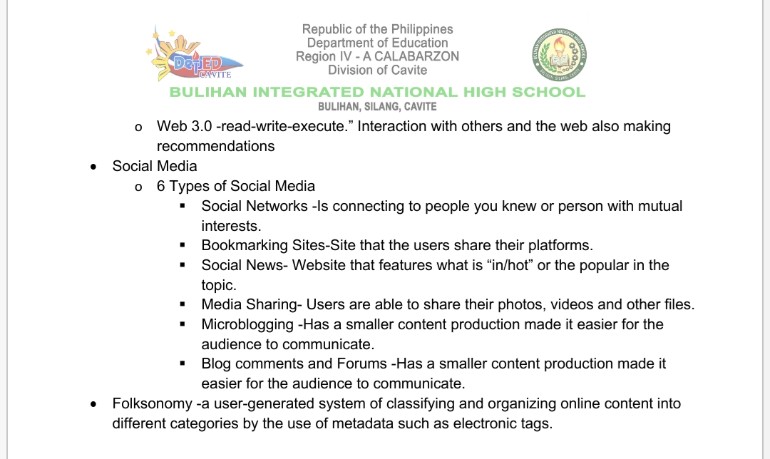 Republic of the Philippines
Department of Education
Region IV - A CALABARZON
Division of Cavite
DepED
CAVITE
BULIHAN INTEGRATED NATIONAL HIGH SCHOOL
BULIHAN, SILANG, CAVITE
o Web 3.0 -read-write-execute.” Interaction with others and the web also making
recommendations
• Social Media
o 6 Types of Social Media
▪ Social Networks -Is connecting to people you knew or person with mutual
interests.
▪ Bookmarking Sites-Site that the users share their platforms.
▪ Social News- Website that features what is “in/hot” or the popular in the
topic.
▪ Media Sharing- Users are able to share their photos, videos and other files.
▪ Microblogging -Has a smaller content production made it easier for the
audience to communicate.
▪ Blog comments and Forums -Has a smaller content production made it
easier for the audience to communicate.
• Folksonomy -a user-generated system of classifying and organizing online content into
different categories by the use of metadata such as electronic tags.